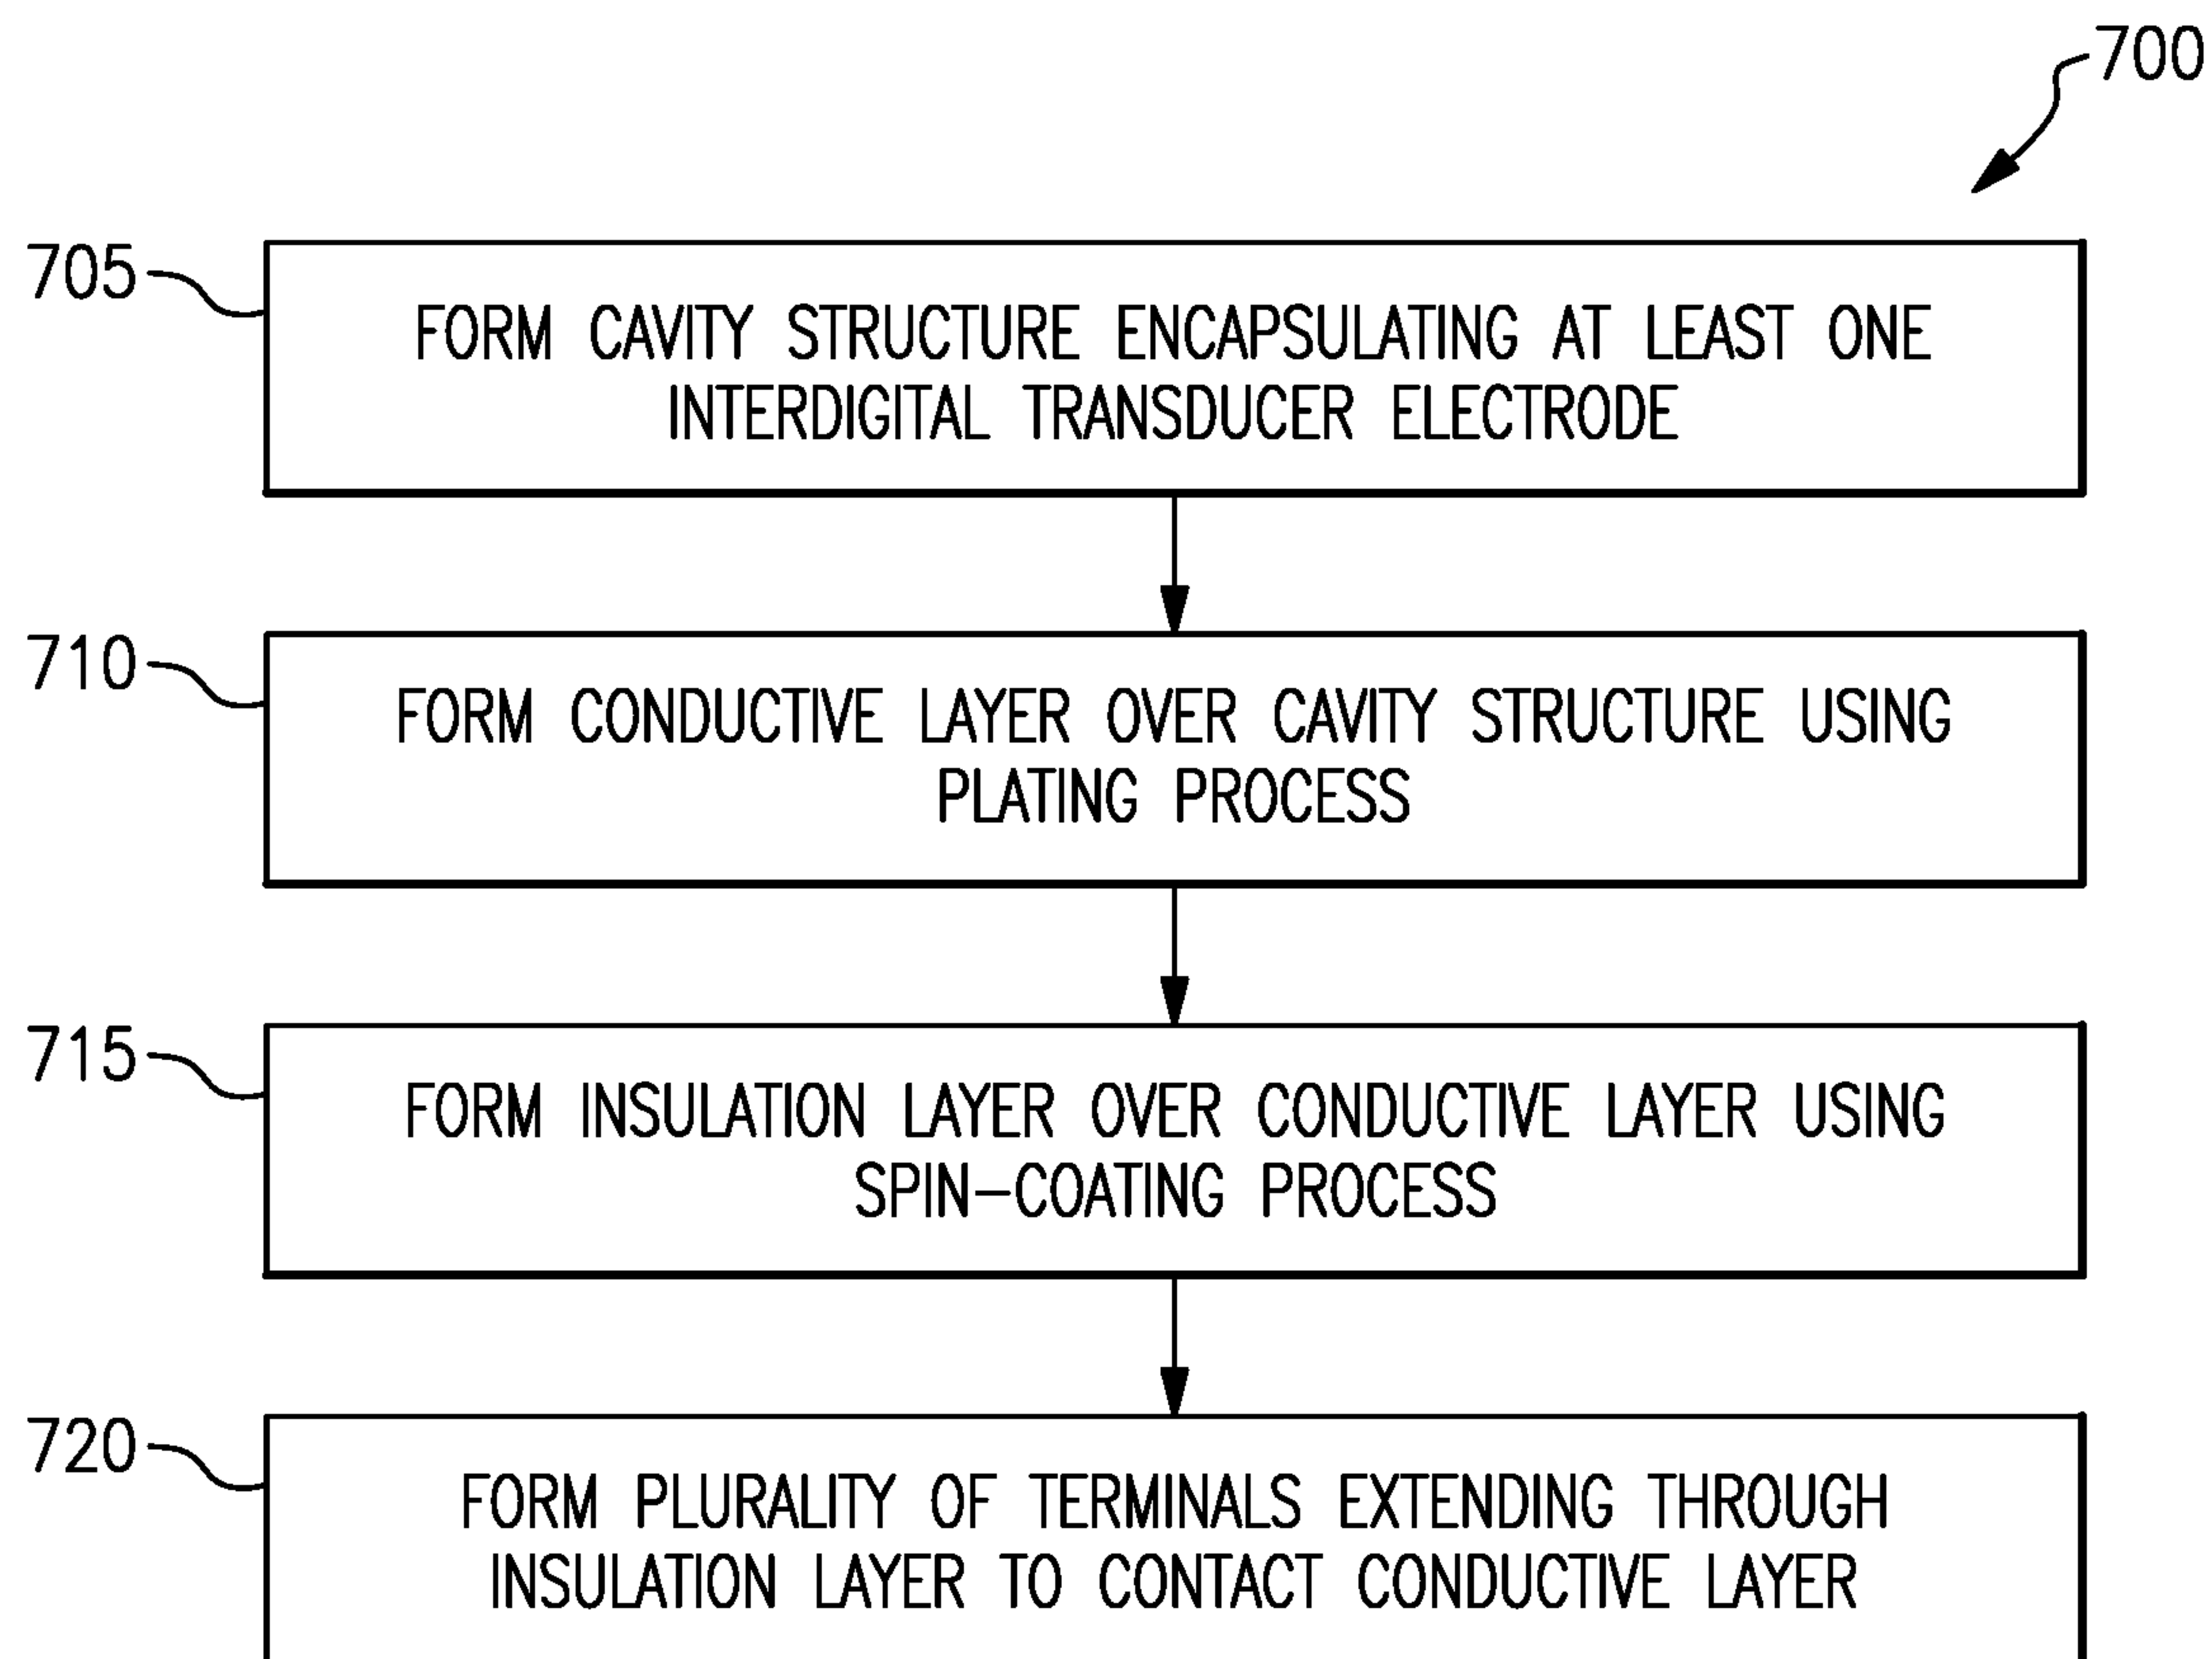 700
705
FORM CAVITY STRUCTURE ENCAPSULATING AT LEAST ONE
INTERDIGITAL TRANSDUCER ELECTRODE
710
FORM CONDUCTIVE LAYER OVER CAVITY STRUCTURE USING
PLATING PROCESS
715
FORM INSULATION LAYER OVER CONDUCTIVE LAYER USING
SPIN-COATING PROCESS
720
FORM PLURALITY OF TERMINALS EXTENDING THROUGH
INSULATION LAYER TO CONTACT CONDUCTIVE LAYER